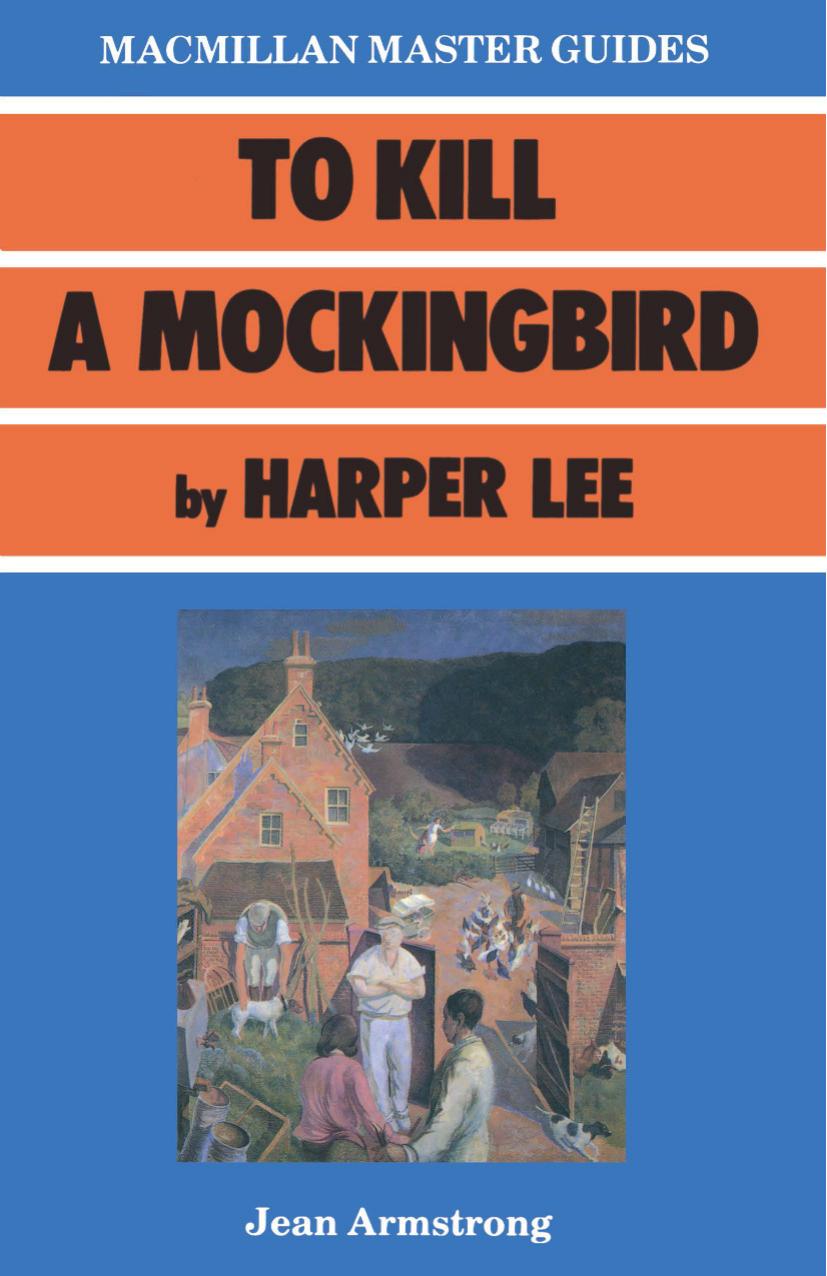 MACMILLAN MASTER GUIDES
TO KILL
A MOCKINGBIRD
by HARPER LEE
Jean Armstrong